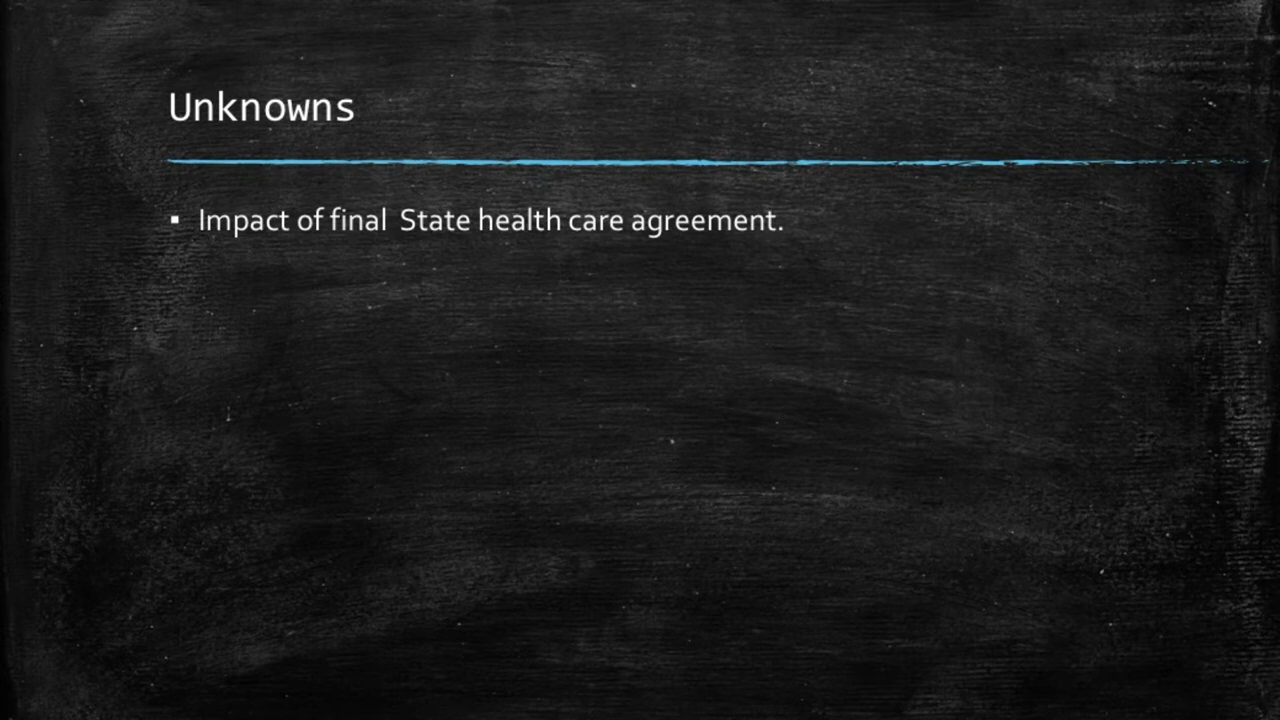 Unknowns
▪ Impact of final  State health care agreement.